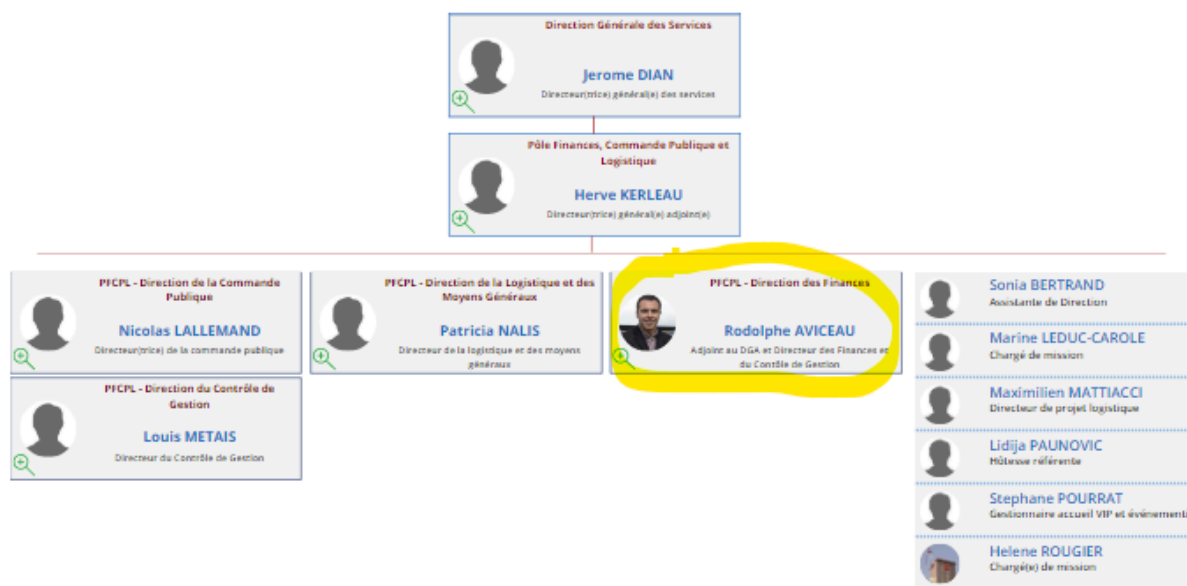 Direction Générale des Services
Jerome DIAN
Directeur(trice) général(e) des services
Pôle Finances, Commande Publique et
Logistique
Herve KERLEAU
Directeur(trice) général(e) adjoint(e)
PFCPL - Direction de la Commande
Publique
Nicolas LALLEMAND
Directeur(trice) de la commande publique
PFCPL - Direction de la Logistique et des
Moyens Généraux
Patricia NALIS
Directeur de la logistique et des moyens
généraux
PFCPL - Direction des Finances
Rodolphe AVICEAU
Adjoint au DGA et Directeur des Finances et
du Contôle de Gestion
PFCPL - Direction du Contrôle de
Gestion
Louis METAIS
Directeur du Contrôle de Gestion
Sonia BERTRAND
Assistante de Direction
Marine LEDUC-CAROLE
Chargé de mission
Maximilien MATTIACCI
Directeur de projet logistique
Lidija PAUNOVIC
Hôtesse référente
Stephane POURRAT
Gestionnaire accueil VIP et événement
Helene ROUGIER
Chargé(e) de mission